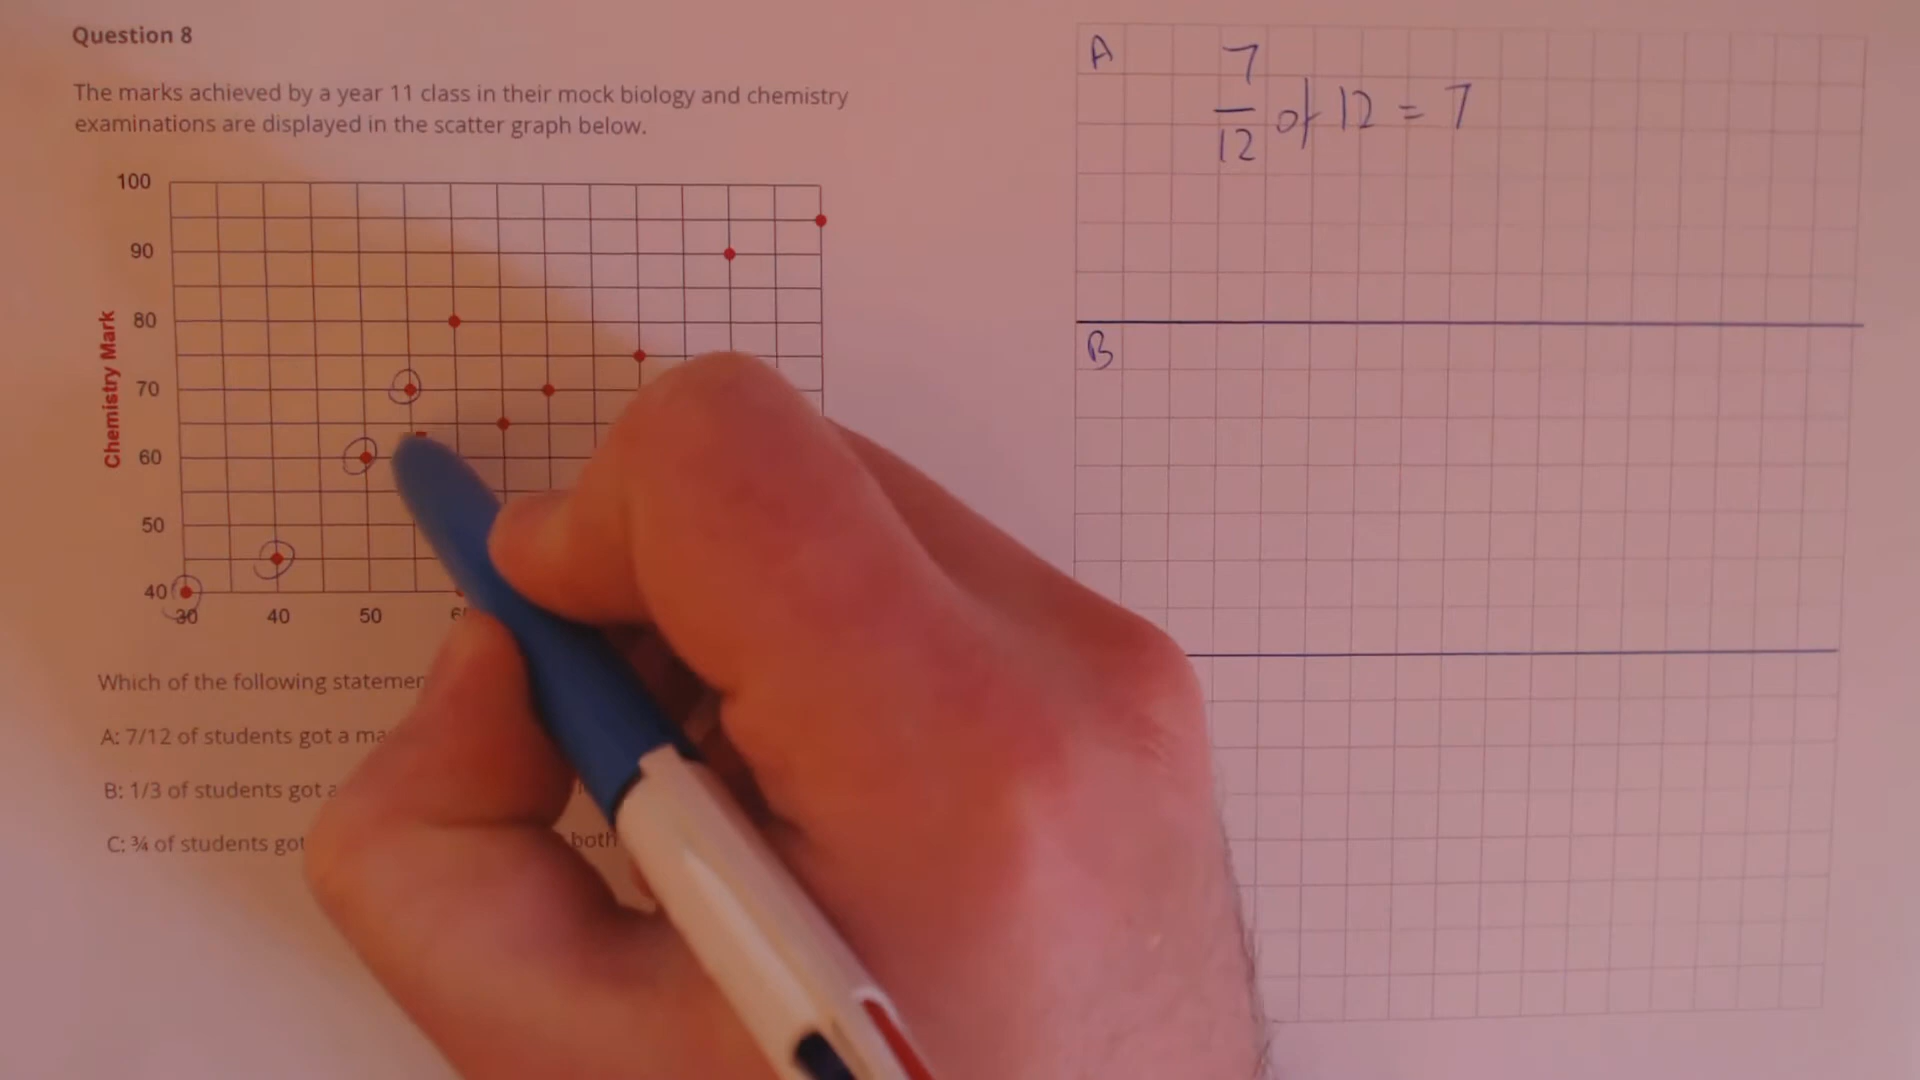 Question 8
The marks achieved by a year 11 class in their mock biology and chemistry
examinations are displayed in the scatter graph below.
100
90
80
70
60
50
40
Chemistry Mark
30 40 50
Which of the following
A: 7/12 of students got a
B: 1/3 of students got a
C: ¾ of students got both
A
7
12 of 12 = 7
B